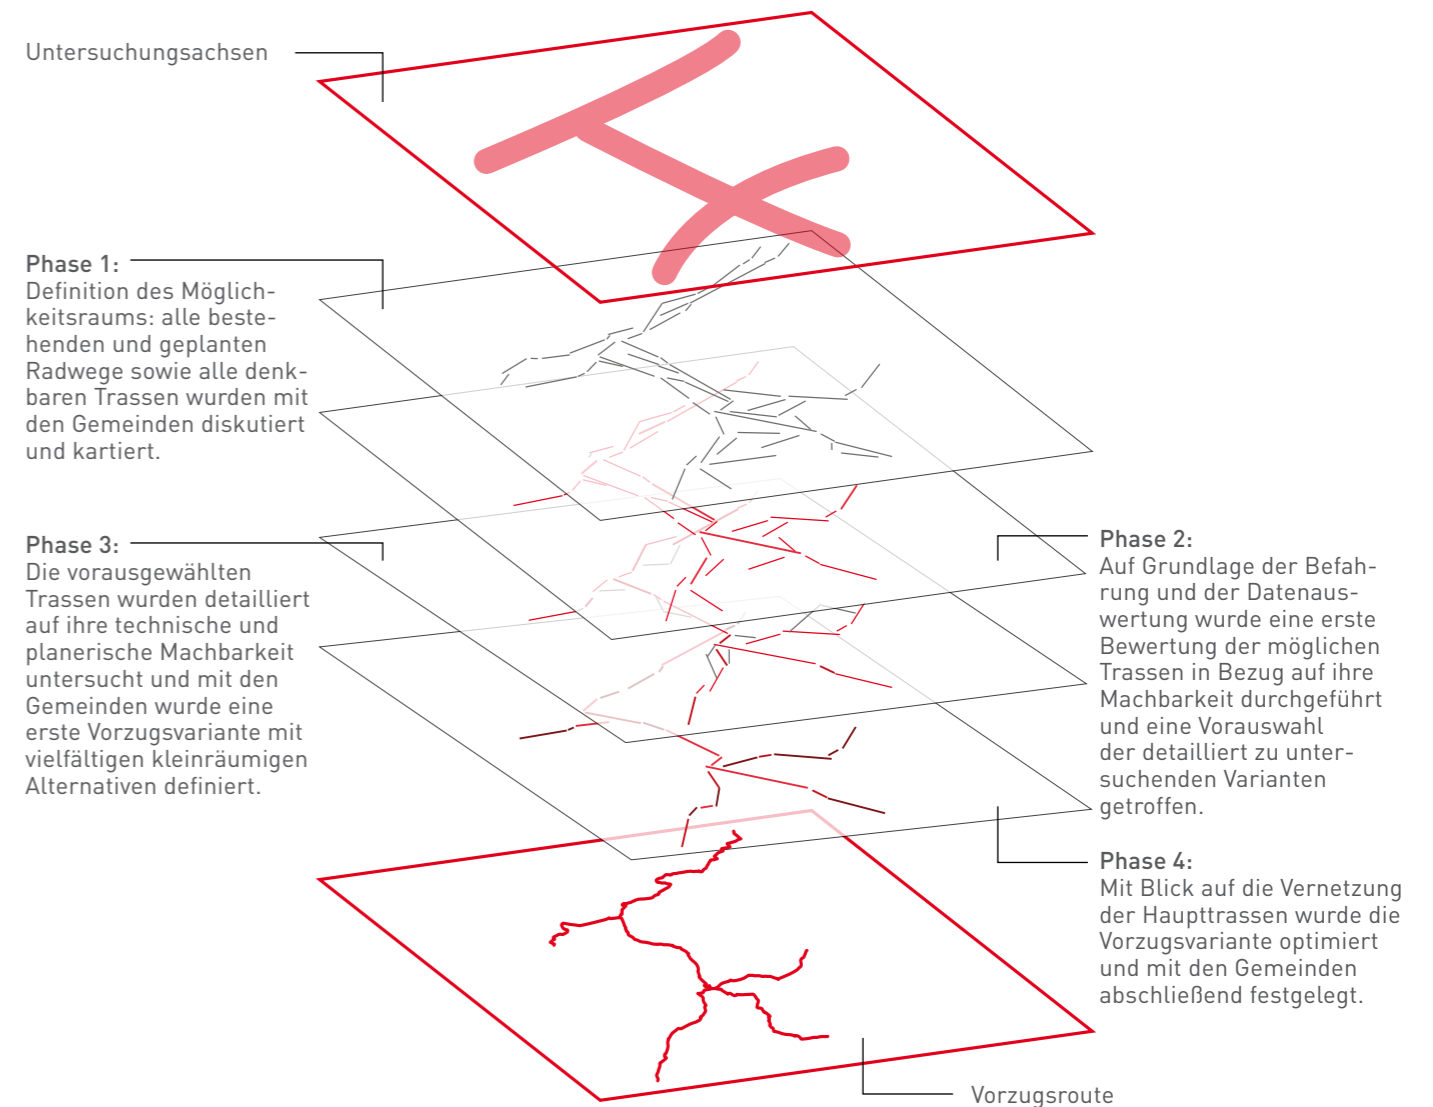 Untersuchungsachsen
Phase 1:
Definition des Möglich-
keitsraums: alle beste-
henden und geplanten
Radwege sowie alle denk-
baren Trassen wurden mit
den Gemeinden diskutiert
und kartiert.
Phase 2:
Auf Grundlage der Befah-
rung und der Datenaus-
wertung wurde eine erste
Bewertung der möglichen
Trassen in Bezug auf ihre
Machbarkeit durchgeführt
und eine Vorauswahl
der detailliert zu unter-
suchenden Varianten
getroffen.
Phase 3:
Die vorausgewählten
Trassen wurden detailliert
auf ihre technische und
planerische Machbarkeit
untersucht und mit den
Gemeinden wurde eine
erste Vorzugsvariante mit
vielfältigen kleinräumigen
Alternativen definiert.
Phase 4:
Mit Blick auf die Vernetzung
der Haupttrassen wurde die
Vorzugsvariante optimiert
und mit den Gemeinden
abschließend festgelegt.
Vorzugsroute